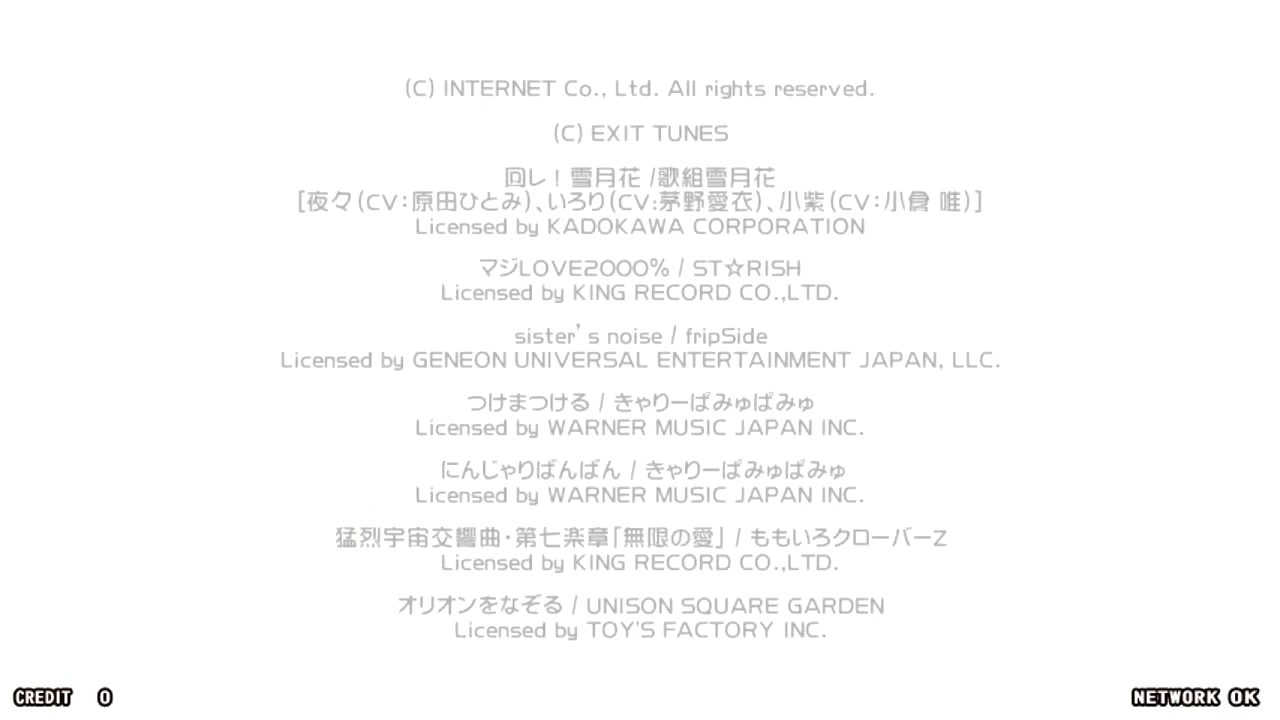 (C) INTERNET Co., Ltd. All rights reserved.
(C) EXIT TUNES
回レ！雪月花 /歌組雪月花
[夜々(CV:原田ひとみ)、いろり(CV:茅野愛衣)、小紫(CV:小倉 唯)]
Licensed by KADOKAWA CORPORATION
マジLOVE2000% / ST☆RISH
Licensed by KING RECORD CO.,LTD.
sister's noise / fripSide
Licensed by GENEON UNIVERSAL ENTERTAINMENT JAPAN, LLC.
つけまつける / きゃりーぱみゅぱみゅ
Licensed by WARNER MUSIC JAPAN INC.
にんじゃりばんばん / きゃりーぱみゅぱみゅ
Licensed by WARNER MUSIC JAPAN INC.
猛烈宇宙交響曲・第七楽章「無限の愛」 / ももいろクローバーZ
Licensed by KING RECORD CO.,LTD.
オリオンをなぞる / UNISON SQUARE GARDEN
Licensed by TOY'S FACTORY INC.
CREDIT 0
NETWORK OK